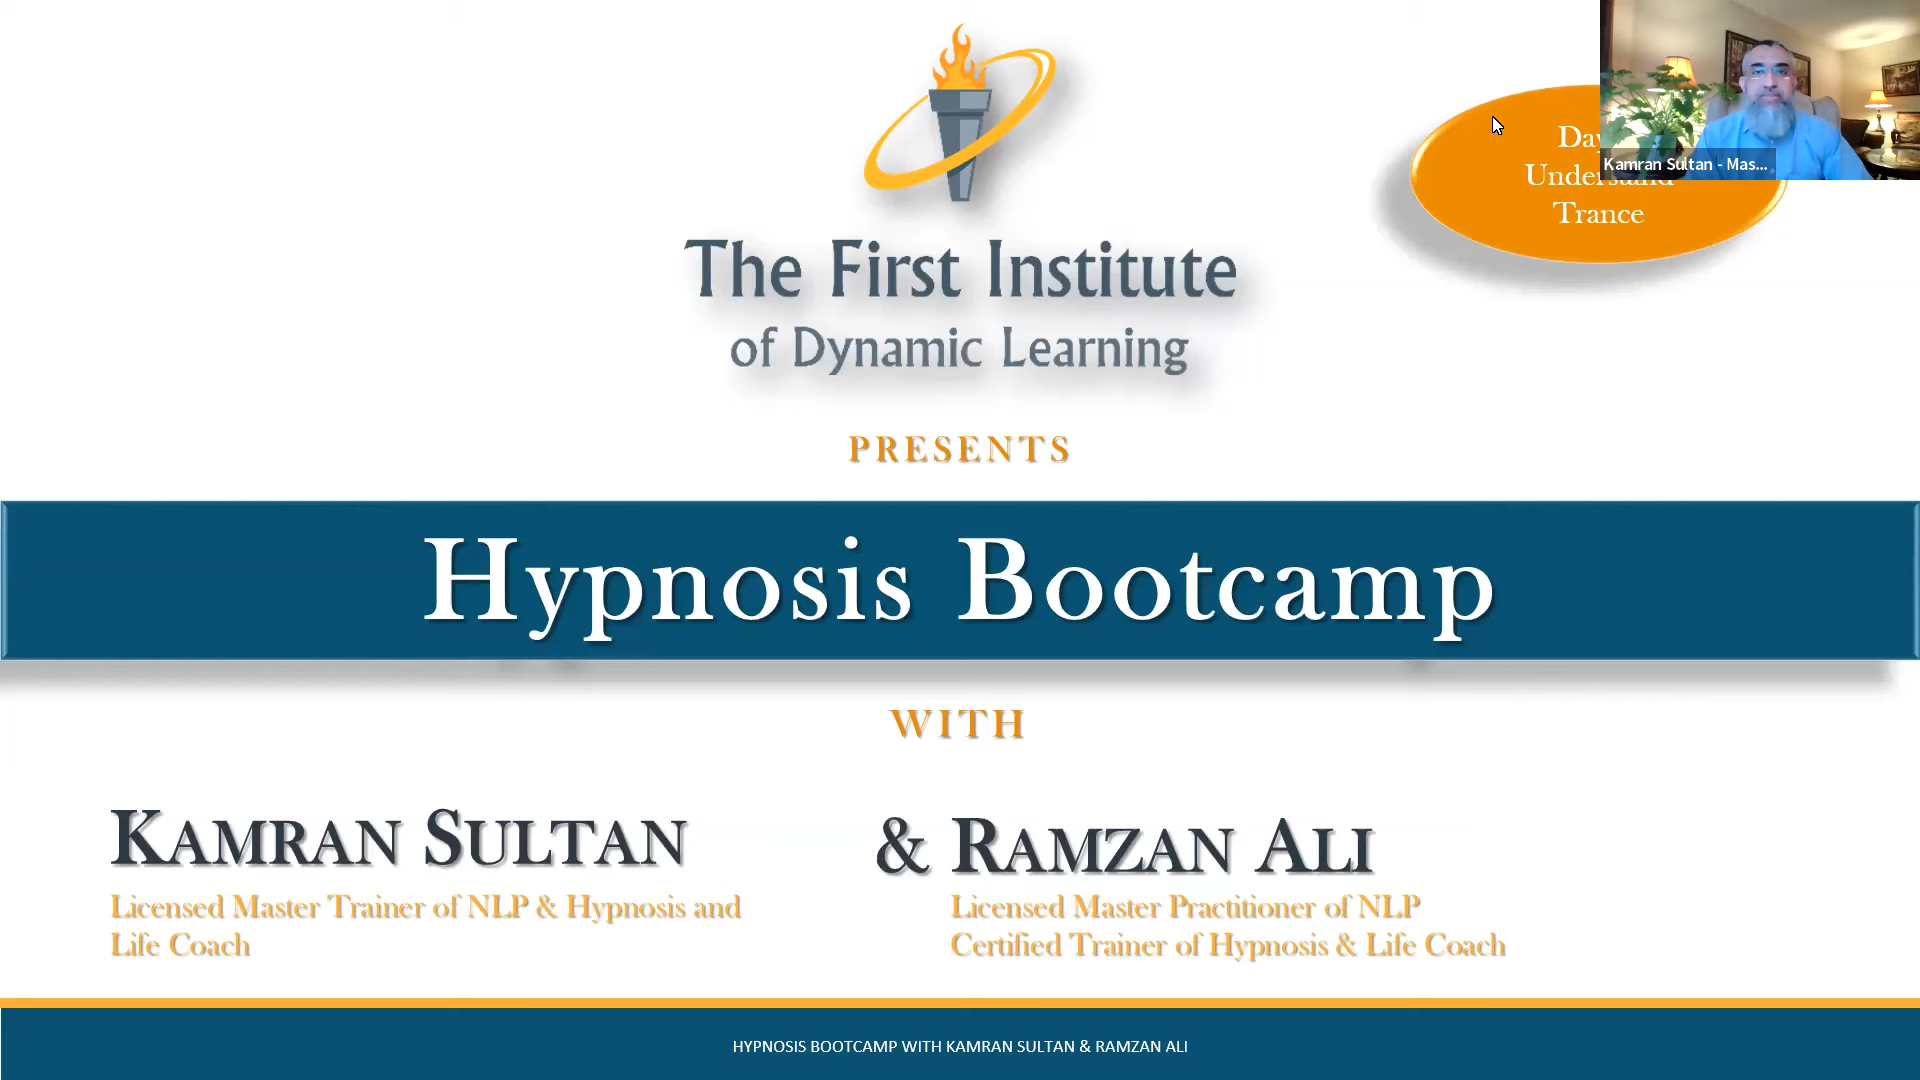 The First Institute
of Dynamic Learning
Day
Understand
Trance
Kamran Sultan - Mas...
PRESENTS
Hypnosis Bootcamp
WITH
KAMRAN SULTAN
& RAMZAN ALI
Licensed Master Trainer of NLP & Hypnosis and
Life Coach
Licensed Master Practitioner of NLP
Certified Trainer of Hypnosis & Life Coach
HYPNOSIS BOOTCAMP WITH KAMRAN SULTAN & RAMZAN ALI